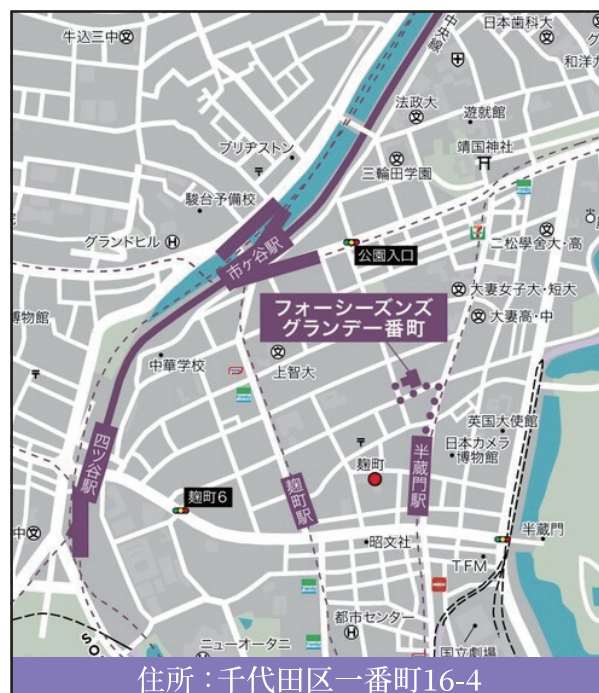 牛込三中
中央線
日本歯科大
和洋九
法政大
遊就館
ブリヂストン
靖国神社
三輪田学園
駿台予備校
グランドヒル
市ヶ谷駅
公園入口
二松學舍大・高
大妻女子大・短大
フォーシーズンズ
グランデ一番町
大妻高・中
博物館
中華学校
上智大
英国大使館
日本カメラ
博物館
四ツ谷駅
麹町
半蔵門駅
麹町6
麹町駅
半蔵門
中
昭文社
TFM
都市センター
ニューオータニ
国立劇場
住所：千代田区一番町16-4